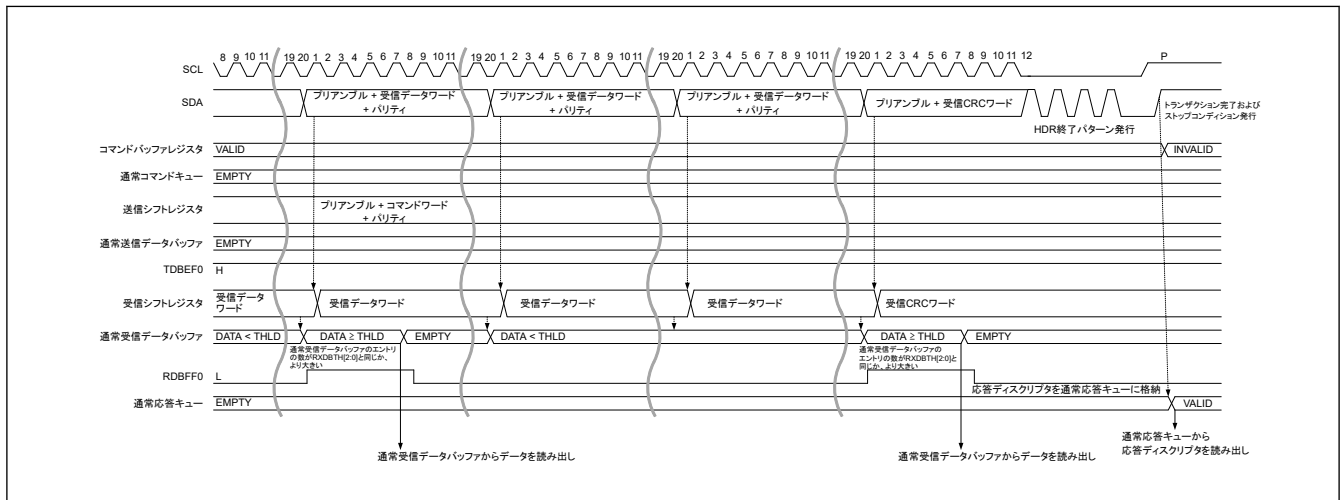 SCL 8 9 10 11 19 20 1 2 3 4 5 6 7 8 9 10 11 19 20 1 2 3 4 5 6 7 8 9 10 11 19 20 1 2 3 4 5 6 7 8 9 10 11 19 20 1 2 3 4 5 6 7 8 9 10 11 12 P
SDA
プリアンブル + 受信データワード
+ パリティ
プリアンブル + 受信データワード
+ パリティ
プリアンブル + 受信データワード
+ パリティ
プリアンブル + 受信CRCワード
HDR終了パターン発行
トランザクション完了および
ストップコンディション発行
コマンドバッファレジスタ VALID INVALID
通常コマンドキュー EMPTY
送信シフトレジスタ
プリアンブル + コマンドワード
+ パリティ
通常送信データバッファ EMPTY
TDBEF0 H
受信シフトレジスタ
受信データ
ワード
受信データワード 受信データワード 受信データワード 受信CRCワード
通常受信データバッファ DATA < THLD DATA ≥ THLD EMPTY DATA < THLD DATA ≥ THLD EMPTY
通常受信データバッファのエントリ
の数がRXDBTH[2:0]と同じか、
より大きい
通常受信データバッファの
エントリの数がRXDBTH[2:0]と
同じか、より大きい
RDBFF0 L
応答ディスクリプタを通常応答キューに格納
通常応答キュー EMPTY VALID
通常受信データバッファからデータを読み出し
通常受信データバッファからデータを読み出し
通常応答キューから
応答ディスクリプタを読み出し